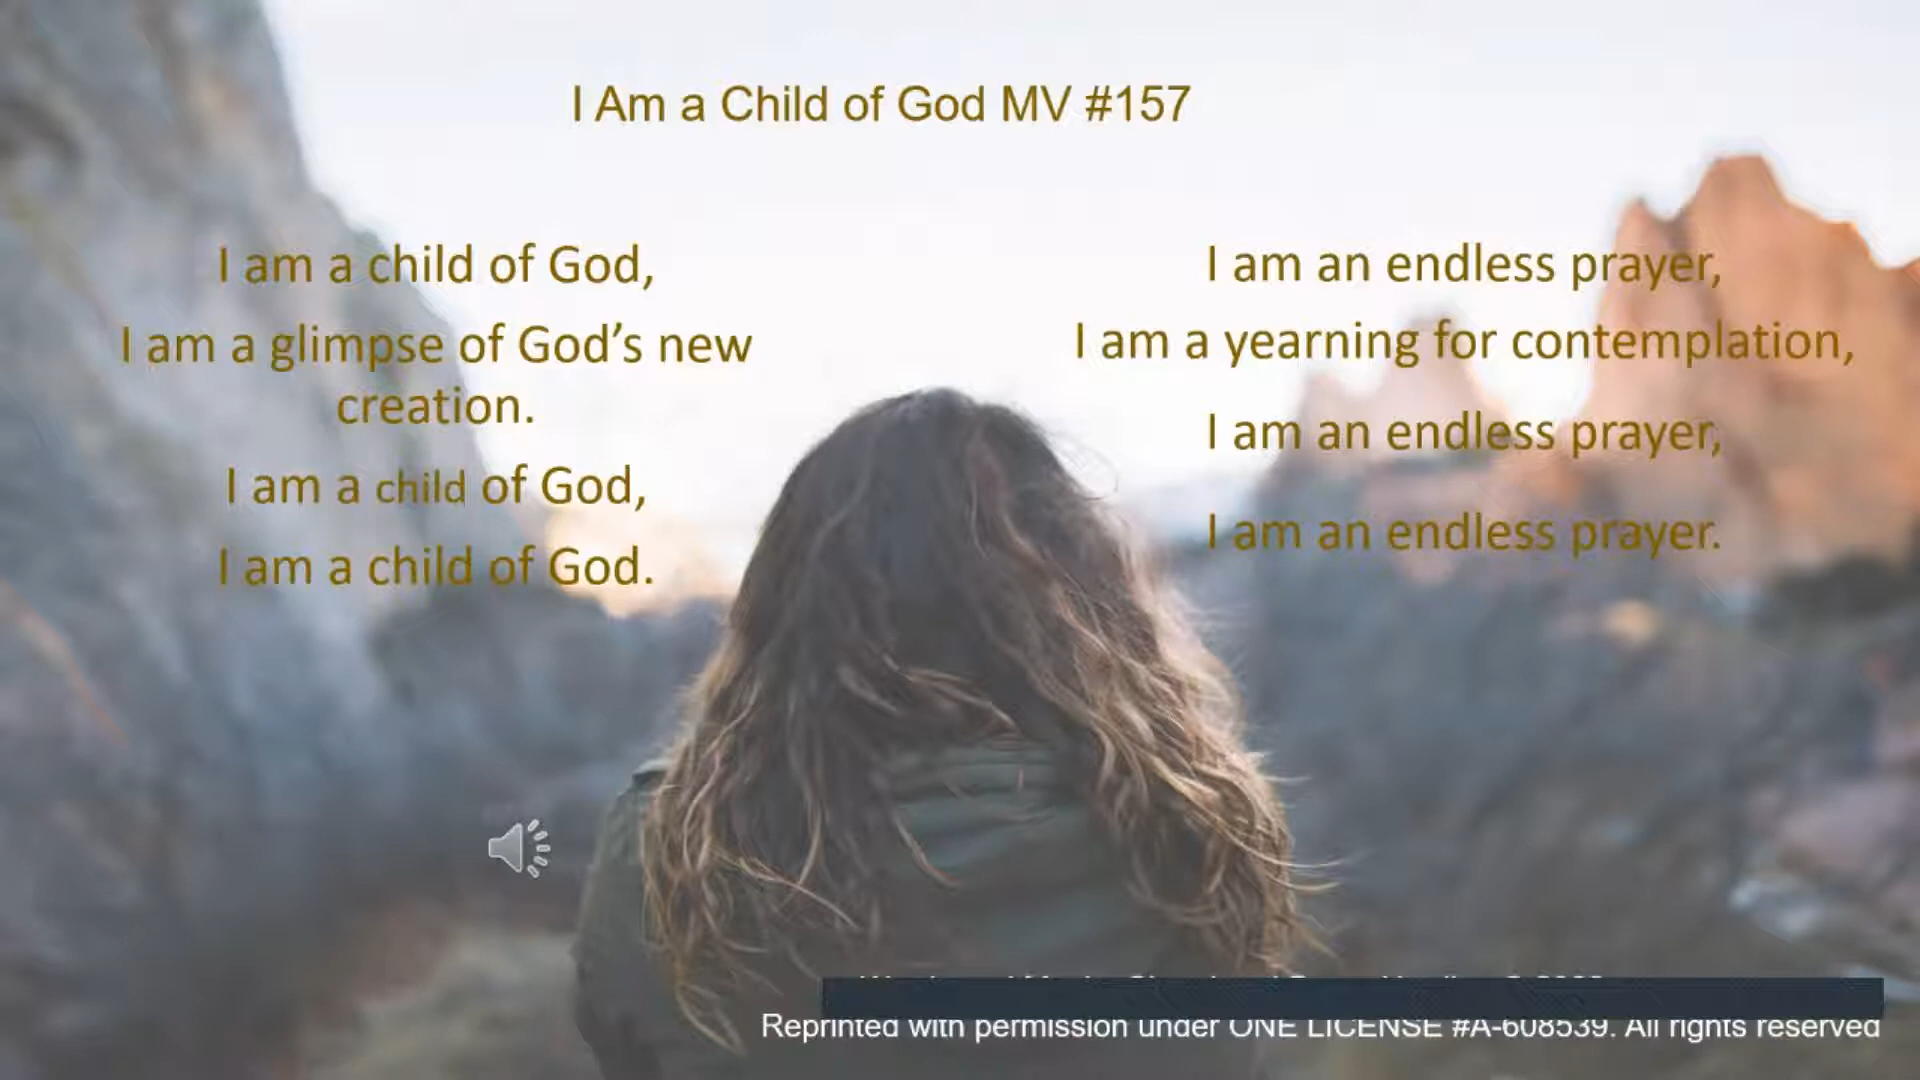 I Am a Child of God MV #157
I am a child of God,
I am a glimpse of God’s new
creation.
I am a child of God,
I am a child of God.
I am an endless prayer,
I am a yearning for contemplation,
I am an endless prayer,
I am an endless prayer.
Reprinted with permission under ONE LICENSE #A-608539. All rights reserved